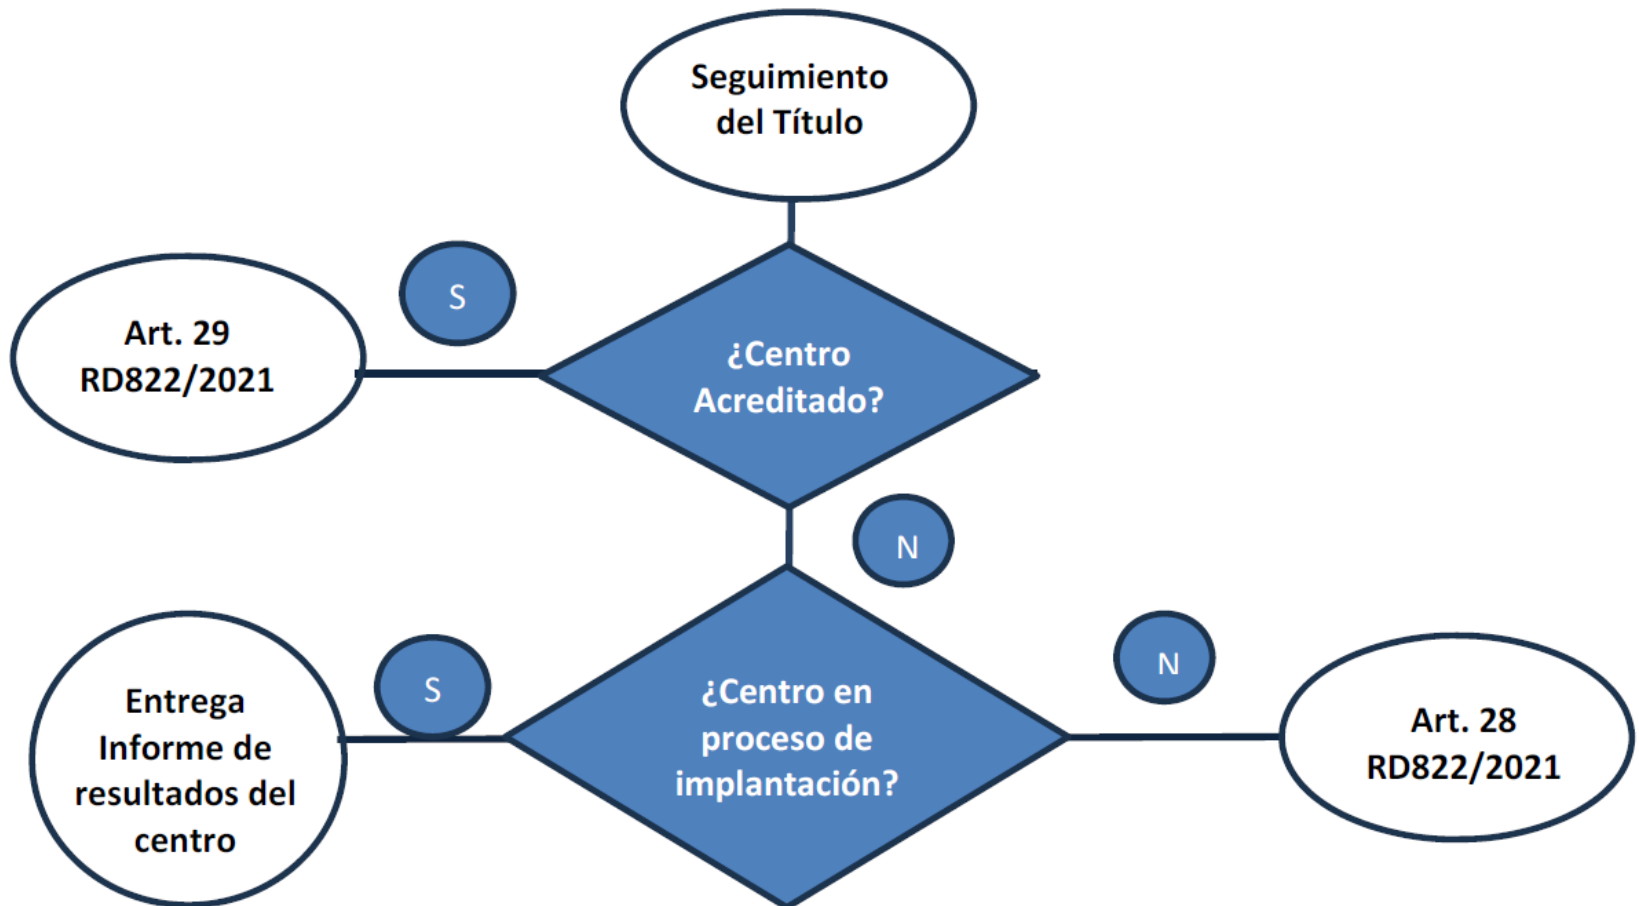 Seguimiento
del Título
S
Art. 29
RD822/2021
¿Centro
Acreditado?
N
S
Entrega
Informe de
resultados del
centro
¿Centro en
proceso de
implantación?
N
Art. 28
RD822/2021